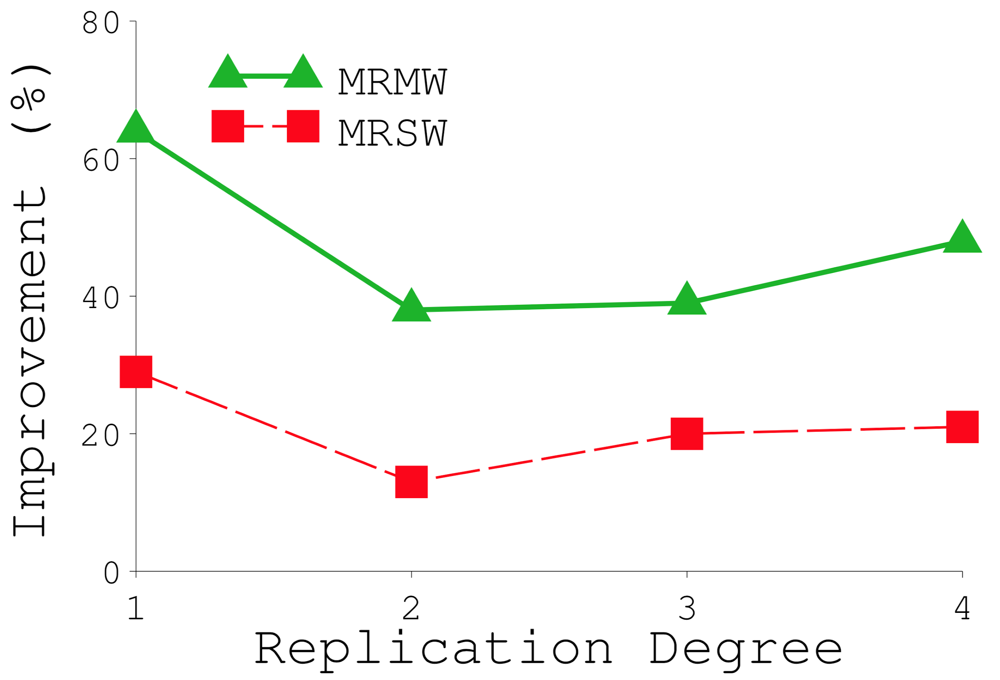 Improvement (%)
80
60
40
20
0
MRMW
MRSW
1 2 3 4
Replication Degree